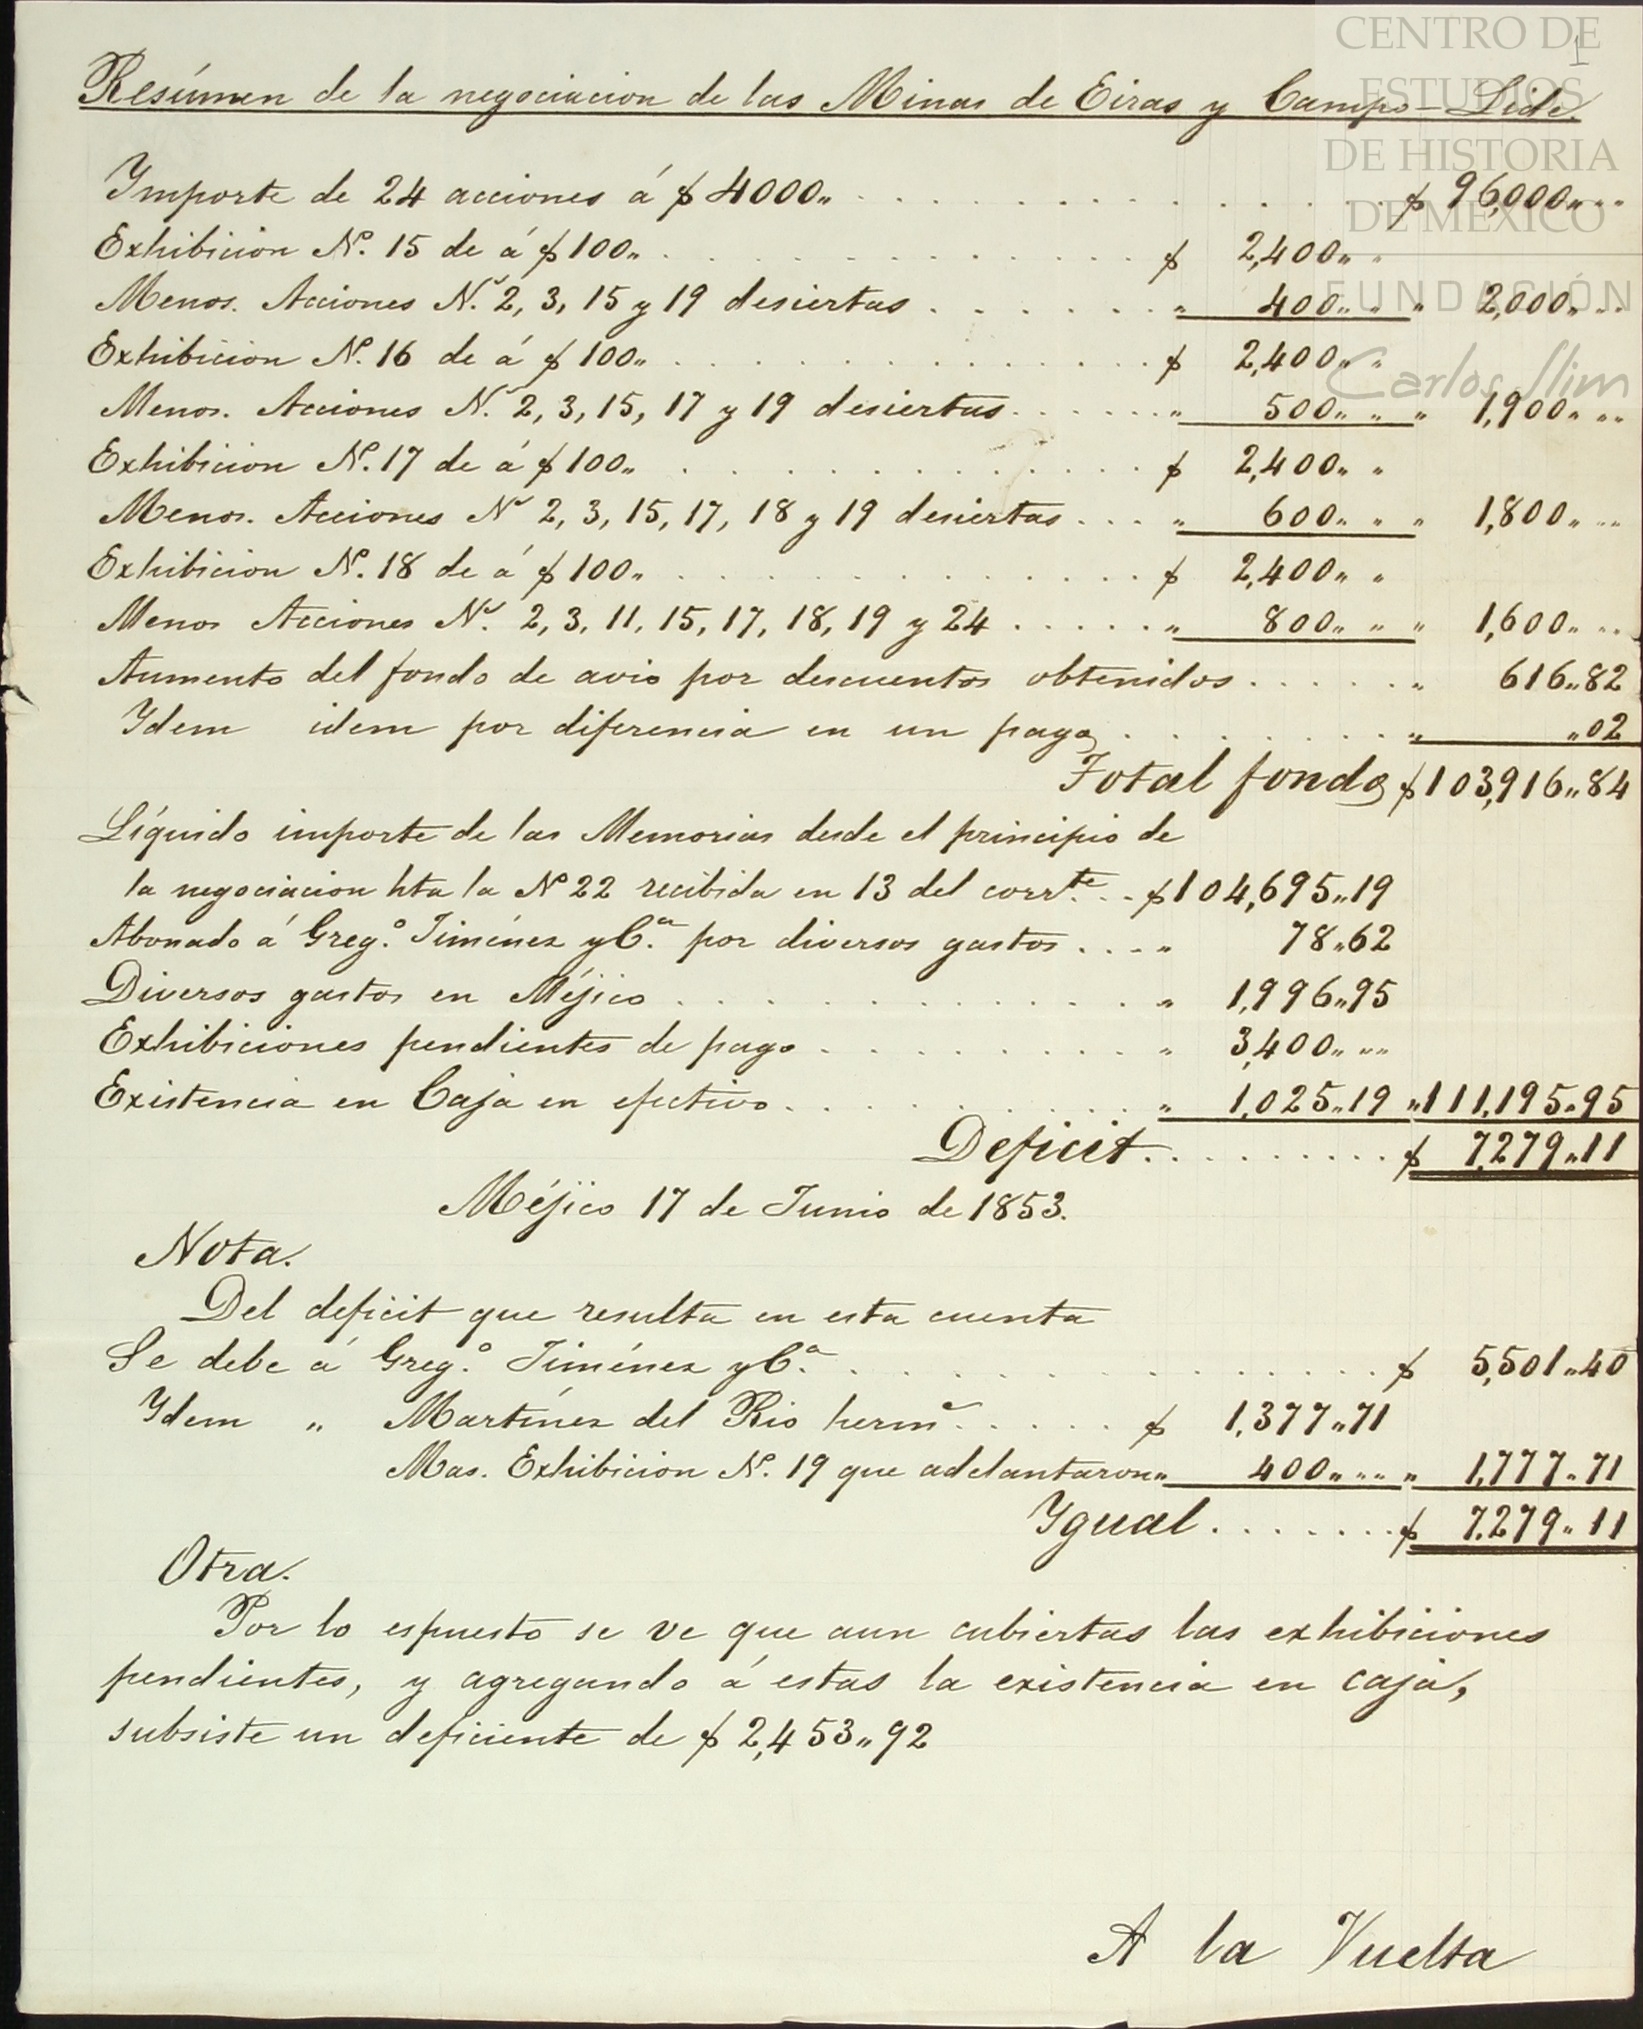 CENTRO DE
ESTUDIOS
DE HISTORIA
DE MÉXICO
FUNDACIÓN
Carlos Slim
1
Resúmen de la negociacion de las Minas de Eiras y Campo-Lide.
Ymporte de 24 acciones á $ 4000,, . . . . $ 96,000,, ,,
Exhibicion Nº. 15 de á $ 100,, . . . . $ 2,400,, ,,
Menos. Acciones N.s 2, 3, 15 y 19 desiertas . . . . ,, 400,, ,, ,, 2,000,, ,,
Exhibicion Nº. 16 de á $ 100,, . . . . $ 2,400,, ,,
Menos. Acciones N.s 2, 3, 15, 17 y 19 desiertas . . . . ,, 500,, ,, ,, 1,900,, ,,
Exhibicion Nº. 17 de á $ 100,, . . . . $ 2,400,, ,,
Menos. Acciones Ns 2, 3, 15, 17, 18 y 19 desiertas . . . ,, 600,, ,, ,, 1,800,, ,,
Exhibicion Nº. 18 de á $ 100,, . . . . $ 2,400,, ,,
Menos Acciones Ns. 2, 3, 11, 15, 17, 18, 19 y 24 . . . . ,, 800,, ,, ,, 1,600,, ,,
Aumento del fondo de avio por descuentos obtenidos . . . . ,, 616,,82
Ydem idem por diferencia en un pago . . . . ,, ,,02
Total fondo $ 103,916,,84
Líquido importe de las Memorias desde el principio de
la negociacion hta la Nº 22 recibida en 13 del corrte. . . $ 104,695,,19
Abonado á Greg.º Jiménez y C.a por diversos gastos . . . . ,, 78,,62
Diversos gastos en Méjico . . . . ,, 1,996,,95
Exhibiciones pendientes de pago . . . . ,, 3,400,, ,,
Existencia en Caja en efectivo . . . . ,, 1,025,,19 ,, 111,195,,95
Deficit . . . . $ 7,279,,11
Méjico 17 de Junio de 1853.
Nota.
Del deficit que resulta en esta cuenta
Se debe á Greg.º Jiménez y C.a . . . . $ 5,501,,40
Ydem ,, Martínez del Rio herms . . . . $ 1,377,,71
Mas. Exhibicion Nº. 19 que adelantaron ,, 400,, ,, ,, 1,777,,71
Ygual . . . . $ 7,279,,11
Otra.
Por lo espuesto se ve que aun cubiertas las exhibiciones
pendientes, y agregando á estas la existencia en caja,
subsiste un deficiente de $ 2,453,,92
A la Vuelta